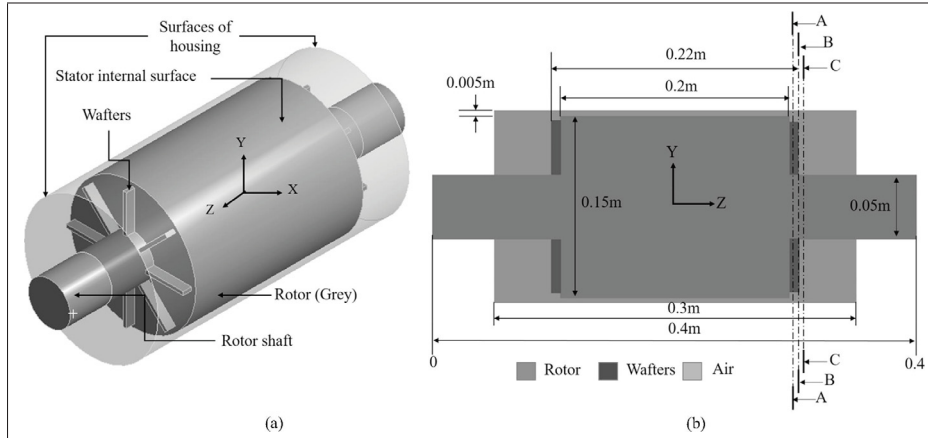 Surfaces of
housing
Stator internal surface
Wafters
Y
X
Z
Rotor (Grey)
Rotor shaft
(a)
A
B
C
0.22m
0.005m
0.2m
Y
Z
0.15m
0.05m
0.3m
0.4m
0
0.4
C
B
A
Rotor
Wafters
Air
(b)